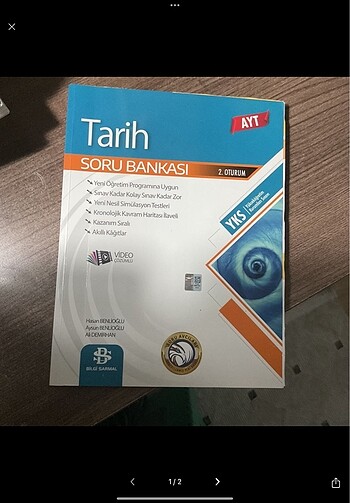 AYT
Tarih
SORU BANKASI
2. OTURUM
Yeni Öğretim Programına Uygun
Sınav Kadar Kolay Sınav Kadar Zor
Yeni Nesil Simülasyon Testleri
Kronolojik Kavram Haritası İlaveli
Kazanım Sıralı
Akıllı Kâğıtlar
YKS
VİDEO
ÇÖZÜMLÜ
Hasan BENLİOĞLU
Aysun BENLİOĞLU
Ali DEMİRHAN
BİLGİ SARMAL
1/2